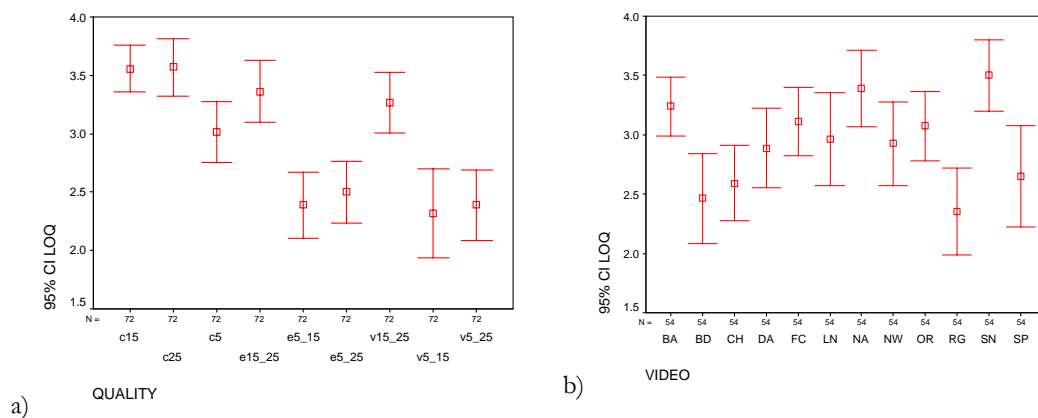 4.0
3.5
3.0
2.5
2.0
1.5
95% CI LOQ
N = 72 72 72 72 72 72 72 72 72
c15 c5 e5_15 v15_25 v5_25
c25 e15_25 e5_25 v5_15
QUALITY
a)
4.0
3.5
3.0
2.5
2.0
1.5
95% CI LOQ
N = 54 54 54 54 54 54 54 54 54 54 54 54
BA BD CH DA FC LN NA NW OR RG SN SP
VIDEO
b)